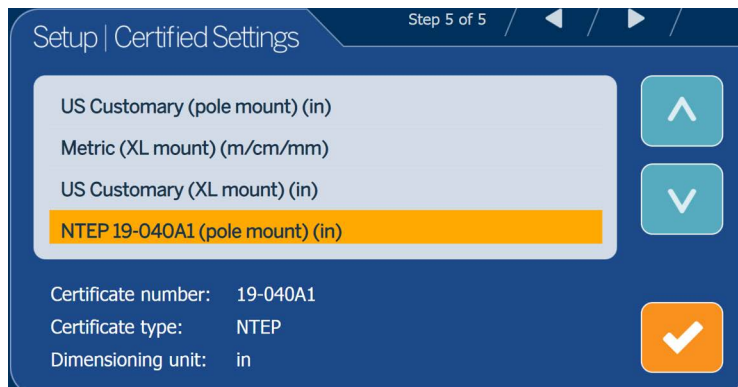 Setup | Certified Settings
Step 5 of 5
US Customary (pole mount) (in)
Metric (XL mount) (m/cm/mm)
US Customary (XL mount) (in)
NTEP 19-040A1 (pole mount) (in)
Certificate number: 19-040A1
Certificate type: NTEP
Dimensioning unit: in